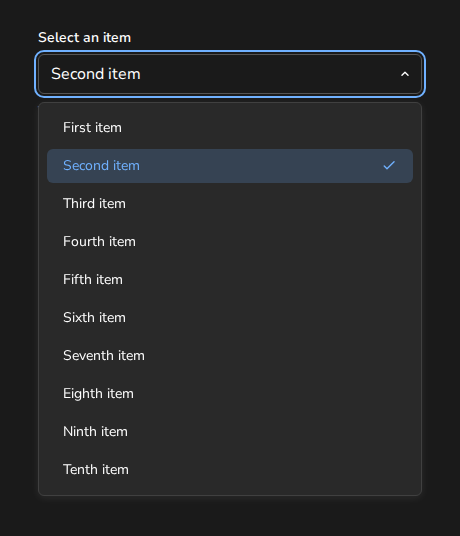 Select an item
Second item
First item
Second item
Third item
Fourth item
Fifth item
Sixth item
Seventh item
Eighth item
Ninth item
Tenth item